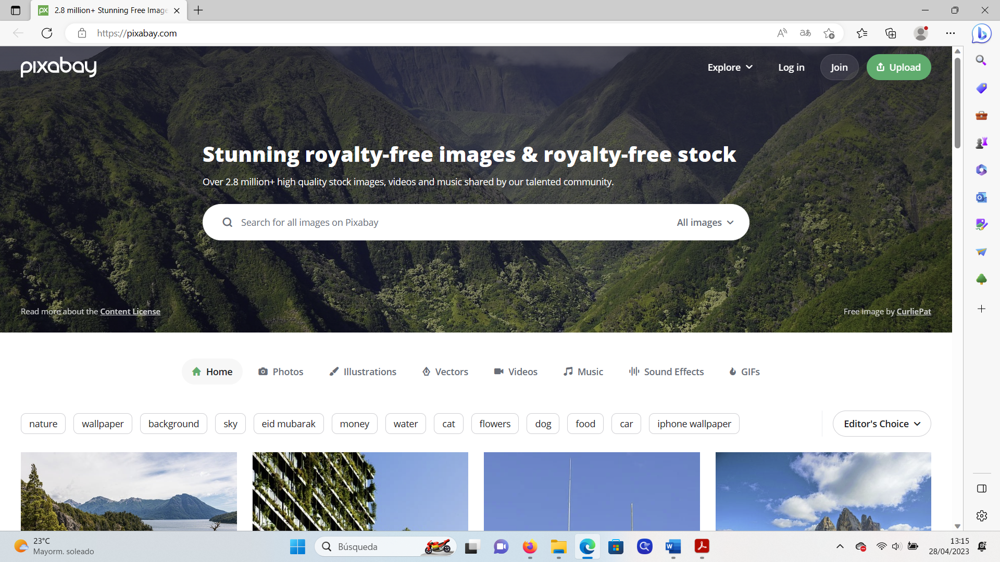 2.8 million+ Stunning Free Image
https://pixabay.com
pixabay
Explore
Log in
Join
Upload
Stunning royalty-free images & royalty-free stock
Over 2.8 million+ high quality stock images, videos and music shared by our talented community.
Search for all images on Pixabay
All images
Read more about the Content License
Free image by CurliePat
Home
Photos
Illustrations
Vectors
Videos
Music
Sound Effects
GIFs
nature
wallpaper
background
sky
eid mubarak
money
water
cat
flowers
dog
food
car
iphone wallpaper
Editor's Choice
23°C
Mayorm. soleado
Búsqueda
13:15
28/04/2023